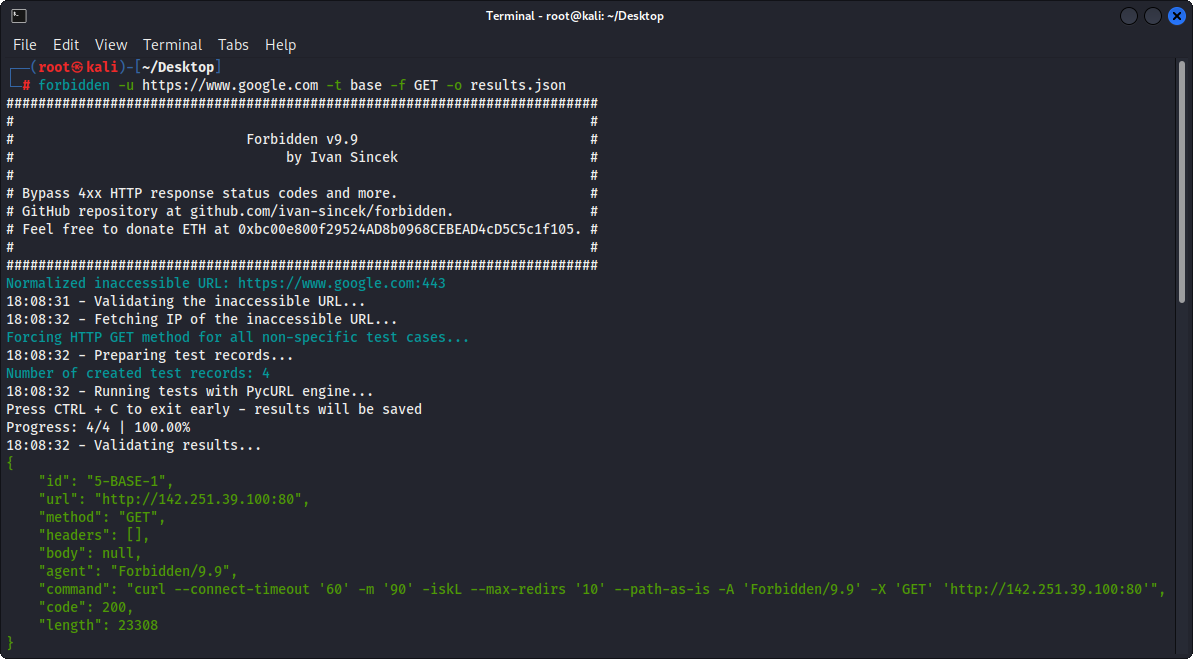 Terminal - root@kali: ~/Desktop
File Edit View Terminal Tabs Help
┌──(root㉿kali)-[~/Desktop]
└─# forbidden -u https://www.google.com -t base -f GET -o results.json
##########################################################################
#                                                                        #
#                              Forbidden v9.9                             #
#                                   by Ivan Sincek                        #
#                                                                        #
# Bypass 4xx HTTP response status codes and more.                        #
# GitHub repository at github.com/ivan-sincek/forbidden.                 #
# Feel free to donate ETH at 0xbc00e800f29524AD8b0968CEBEAD4cD5C5c1f105. #
#                                                                        #
##########################################################################
Normalized inaccessible URL: https://www.google.com:443
18:08:31 - Validating the inaccessible URL...
18:08:32 - Fetching IP of the inaccessible URL...
Forcing HTTP GET method for all non-specific test cases...
18:08:32 - Preparing test records...
Number of created test records: 4
18:08:32 - Running tests with PycURL engine...
Press CTRL + C to exit early - results will be saved
Progress: 4/4 | 100.00%
18:08:32 - Validating results...
{
    "id": "5-BASE-1",
    "url": "http://142.251.39.100:80",
    "method": "GET",
    "headers": [],
    "body": null,
    "agent": "Forbidden/9.9",
    "command": "curl --connect-timeout '60' -m '90' -iskL --max-redirs '10' --path-as-is -A 'Forbidden/9.9' -X 'GET' 'http://142.251.39.100:80'",
    "code": 200,
    "length": 23308
}